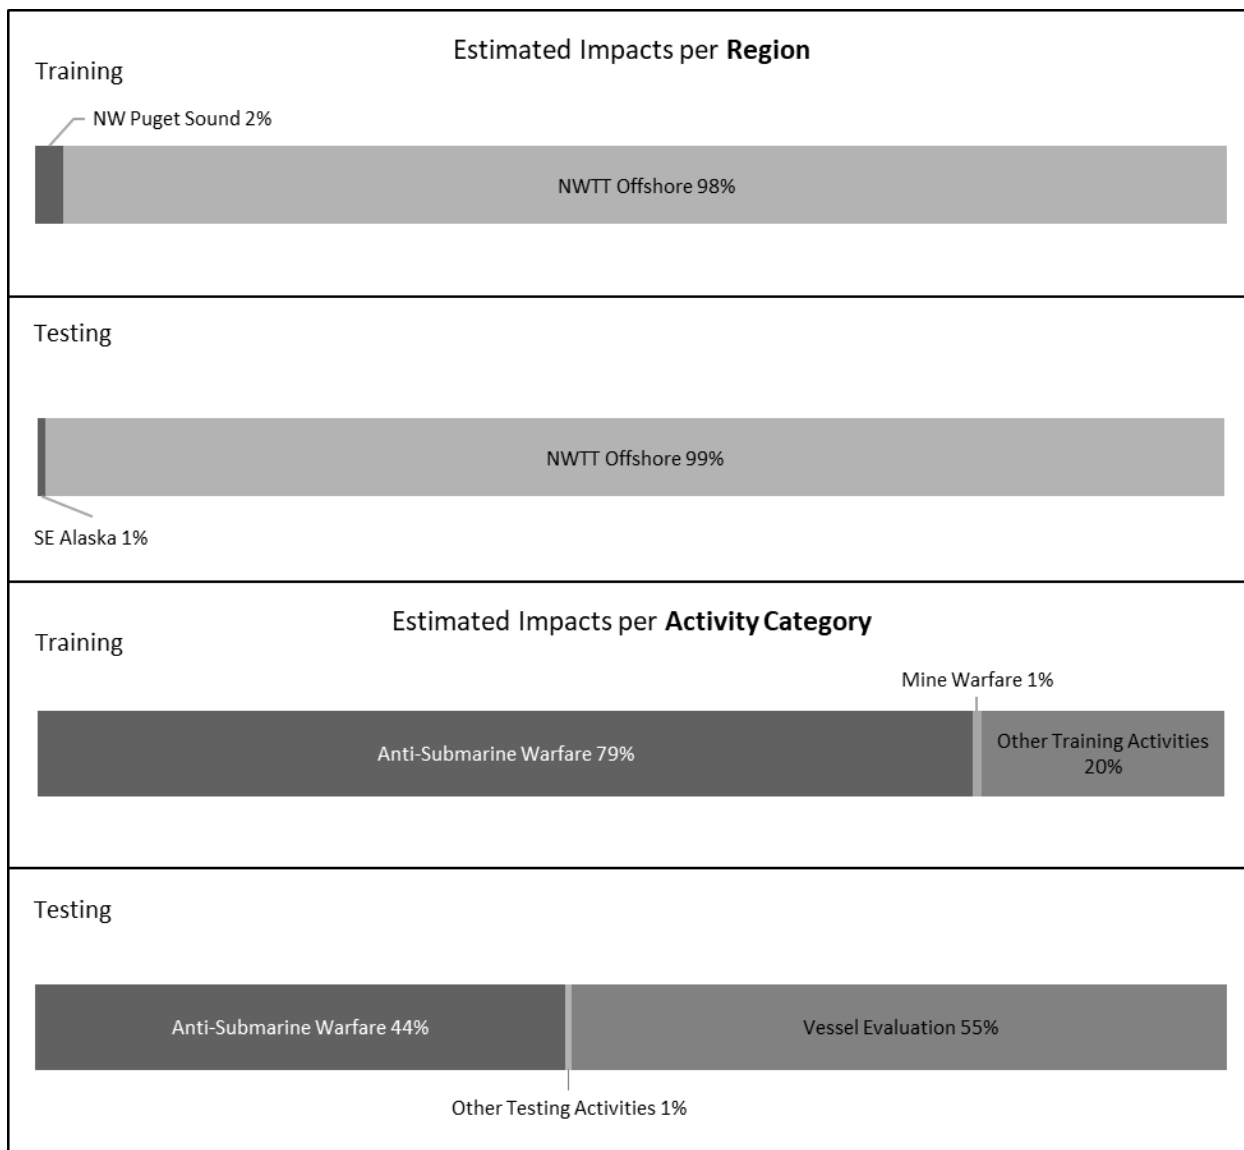 Estimated Impacts per Region
Training
NW Puget Sound 2%
NWTT Offshore 98%
Testing
NWTT Offshore 99%
SE Alaska 1%
Estimated Impacts per Activity Category
Training
Mine Warfare 1%
Anti-Submarine Warfare 79%
Other Training Activities
20%
Testing
Anti-Submarine Warfare 44%
Vessel Evaluation 55%
Other Testing Activities 1%